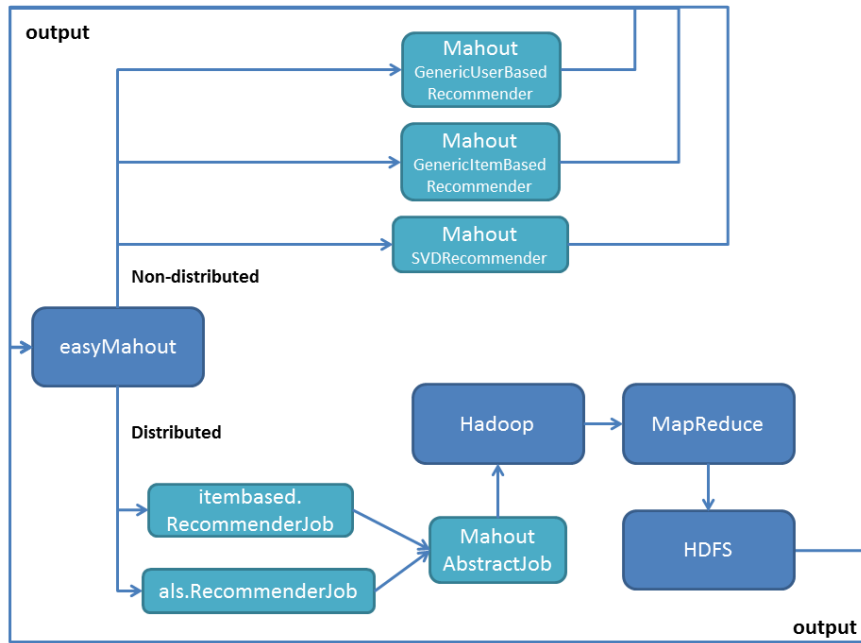 output
Mahout
GenericUserBased
Recommender
Mahout
GenericItemBased
Recommender
Mahout
SVDRecommender
Non-distributed
easyMahout
Distributed
Hadoop
MapReduce
itembased.
RecommenderJob
Mahout
AbstractJob
HDFS
als.RecommenderJob
output